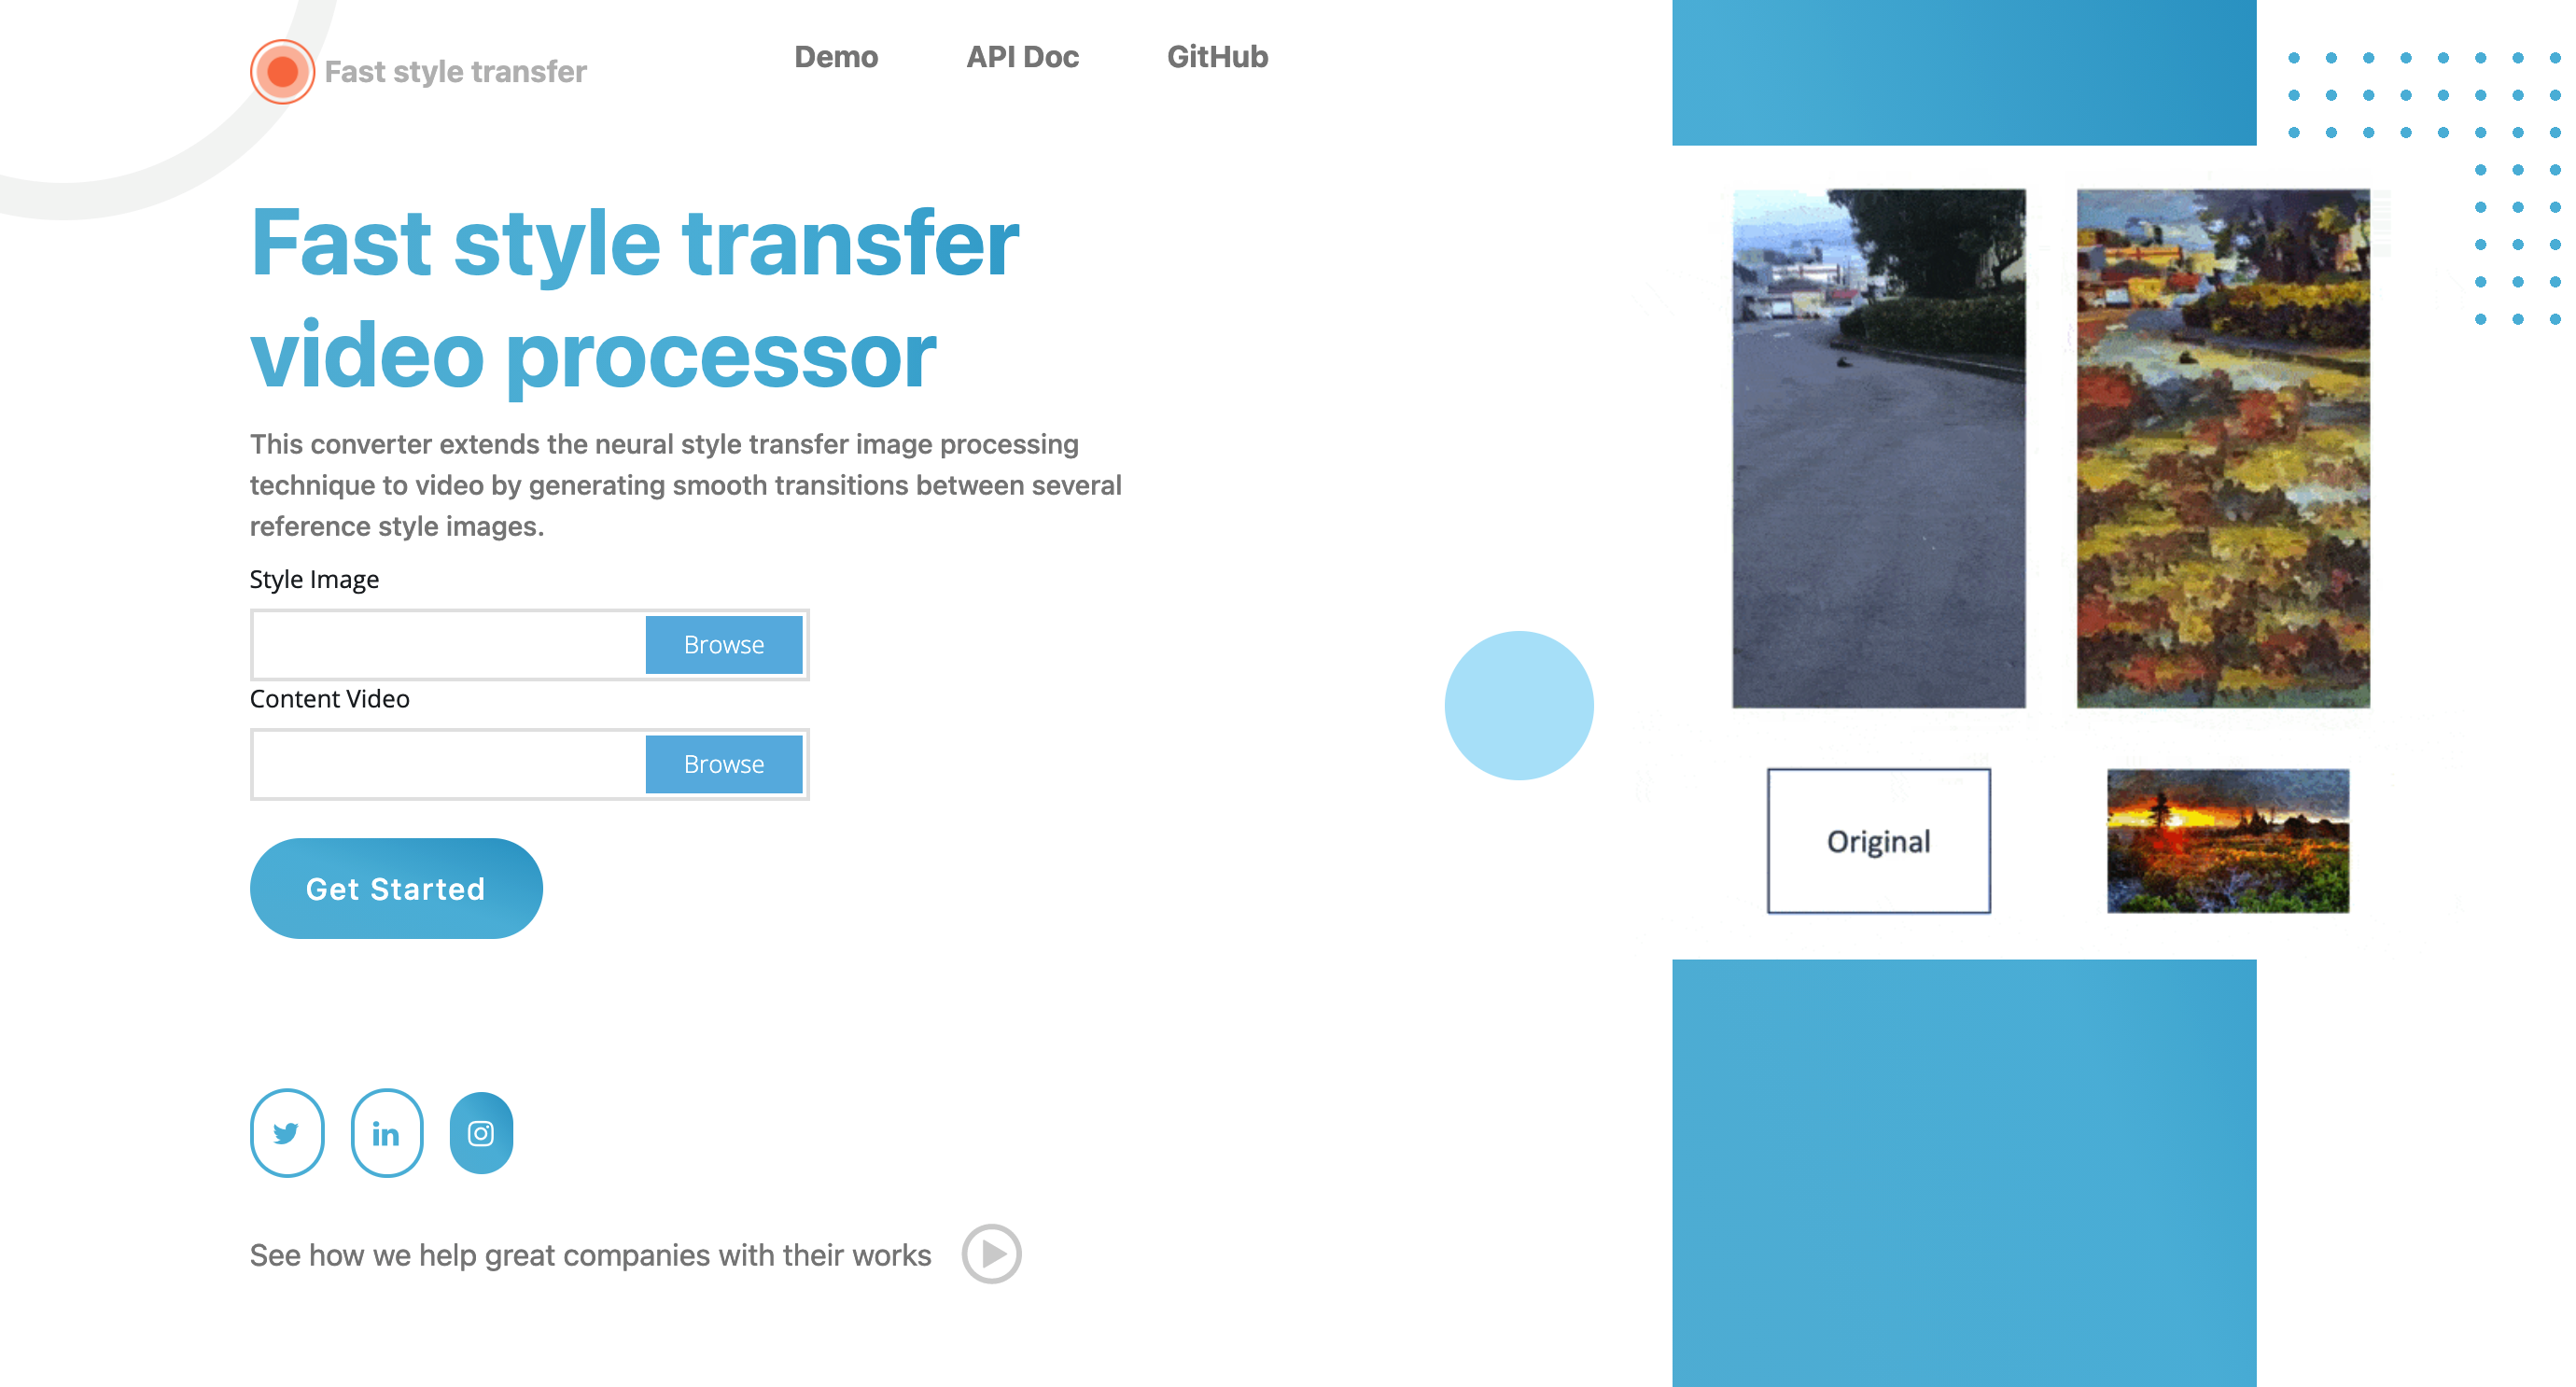 Fast style transfer
Demo
API Doc
GitHub
Fast style transfer
video processor
This converter extends the neural style transfer image processing
technique to video by generating smooth transitions between several
reference style images.
Style Image
Browse
Content Video
Browse
Get Started
Original
in
See how we help great companies with their works